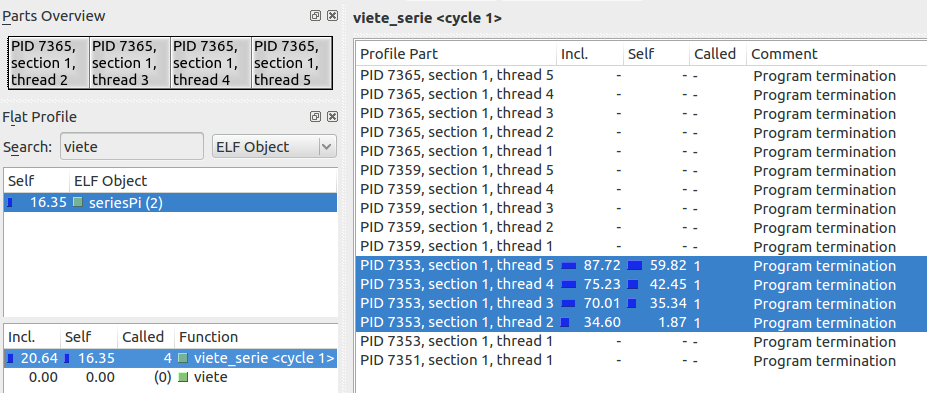 Parts Overview
PID 7365, section 1, thread 2
PID 7365, section 1, thread 3
PID 7365, section 1, thread 4
PID 7365, section 1, thread 5
Flat Profile
Search: viete ELF Object
Self ELF Object
16.35 seriesPi (2)
Incl. Self Called Function
20.64 16.35 4 viete_serie <cycle 1>
0.00 0.00 (0) viete
viete_serie <cycle 1>
Profile Part Incl. Self Called Comment
PID 7365, section 1, thread 5 - - - Program termination
PID 7365, section 1, thread 4 - - - Program termination
PID 7365, section 1, thread 3 - - - Program termination
PID 7365, section 1, thread 2 - - - Program termination
PID 7365, section 1, thread 1 - - - Program termination
PID 7359, section 1, thread 5 - - - Program termination
PID 7359, section 1, thread 4 - - - Program termination
PID 7359, section 1, thread 3 - - - Program termination
PID 7359, section 1, thread 2 - - - Program termination
PID 7359, section 1, thread 1 - - - Program termination
PID 7353, section 1, thread 5 87.72 59.82 1 Program termination
PID 7353, section 1, thread 4 75.23 42.45 1 Program termination
PID 7353, section 1, thread 3 70.01 35.34 1 Program termination
PID 7353, section 1, thread 2 34.60 1.87 1 Program termination
PID 7353, section 1, thread 1 - - - Program termination
PID 7351, section 1, thread 1 - - - Program termination